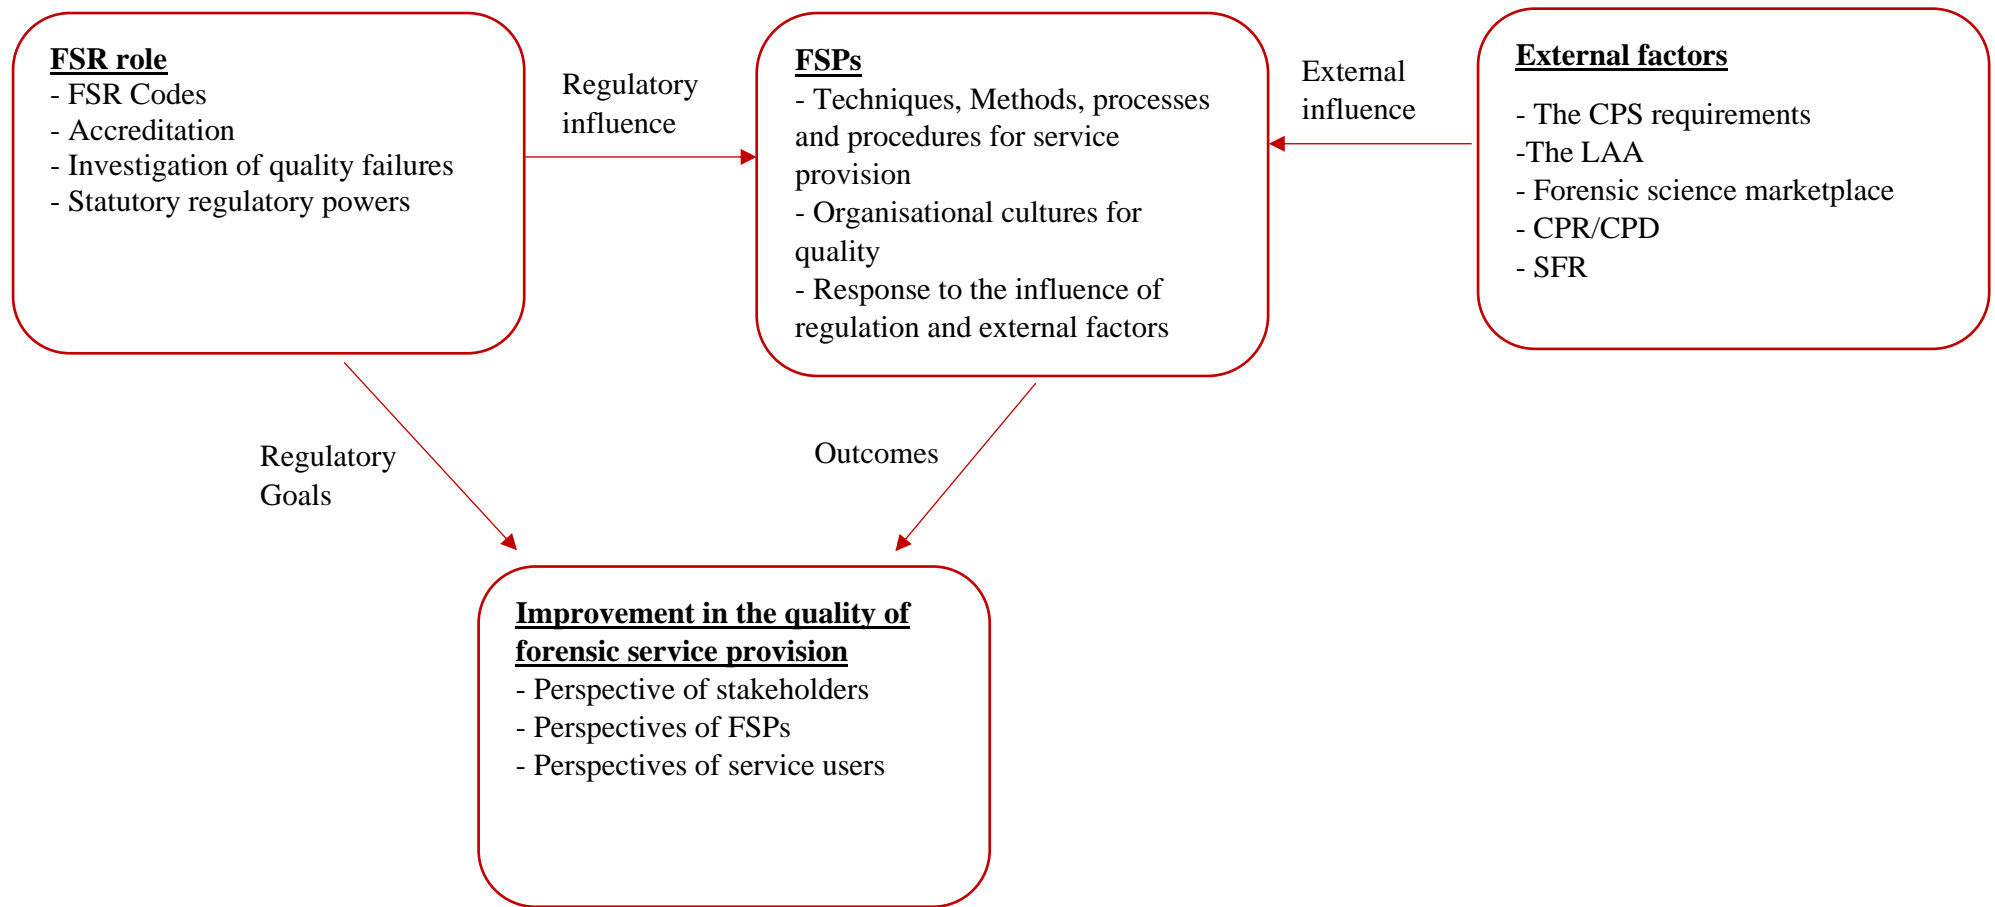 FSR role
- FSR Codes
- Accreditation
- Investigation of quality failures
- Statutory regulatory powers
Regulatory
influence
FSPs
- Techniques, Methods, processes
and procedures for service
provision
- Organisational cultures for
quality
- Response to the influence of
regulation and external factors
External
influence
External factors
- The CPS requirements
-The LAA
- Forensic science marketplace
- CPR/CPD
- SFR
Regulatory
Goals
Outcomes
Improvement in the quality of
forensic service provision
- Perspective of stakeholders
- Perspectives of FSPs
- Perspectives of service users